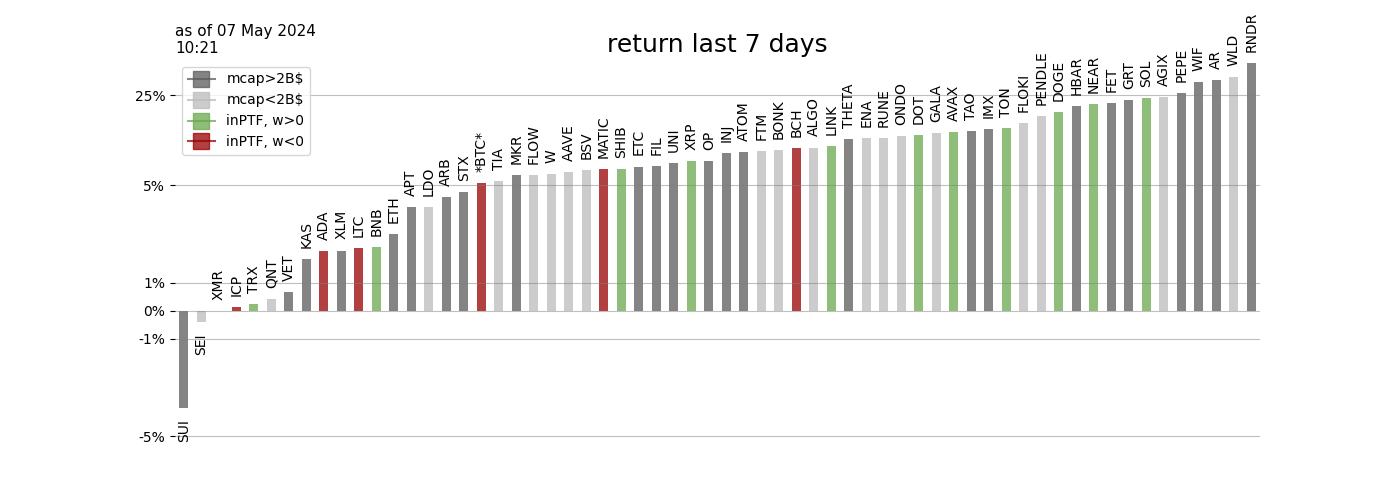 as of 07 May 2024
10:21
return last 7 days
mcap>2B$
mcap<2B$
inPTF, w>0
inPTF, w<0
25%
5%
1%
0%
-1%
-5%
SUI
SEI
XMR
ICP
TRX
QNT
VET
KAS
ADA
XLM
LTC
BNB
ETH
APT
LDO
ARB
STX
*BTC*
TIA
MKR
FLOW
W
AAVE
BSV
MATIC
SHIB
ETC
FIL
UNI
XRP
OP
INJ
ATOM
FTM
BONK
BCH
ALGO
LINK
THETA
ENA
RUNE
ONDO
DOT
GALA
AVAX
TAO
IMX
TON
FLOKI
PENDLE
DOGE
HBAR
NEAR
FET
GRT
SOL
AGIX
PEPE
WIF
AR
WLD
RNDR